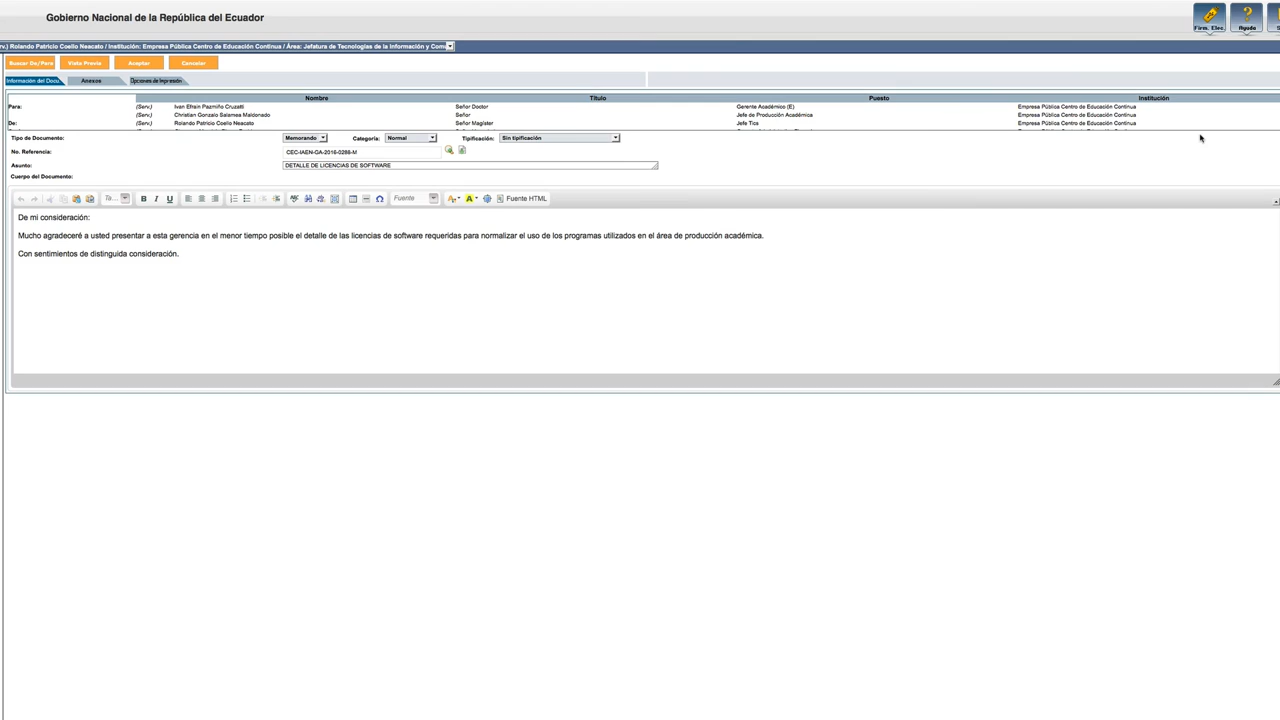 Gobierno Nacional de la República del Ecuador
Firm. Elec.
Ayuda
rv.) Rolando Patricio Coello Neacato / Institución: Empresa Pública Centro de Educación Continua / Área: Jefatura de Tecnologías de la Información y Com
Buscar De/Para Vista Previa Aceptar Cancelar
Información del Docu Anexos Opciones de Impresión
Nombre Título Puesto Institución
Para: (Serv.) Ivan Efrain Pazmiño Cruzatti Señor Doctor Gerente Académico (E) Empresa Pública Centro de Educación Continua
(Serv.) Christian Gonzalo Salamea Maldonado Señor Jefe de Producción Académica Empresa Pública Centro de Educación Continua
De: (Serv.) Rolando Patricio Coello Neacato Señor Magíster Jefe Tics Empresa Pública Centro de Educación Continua
Tipo de Documento: Memorando Categoría: Normal Tipificación: Sin tipificación
No. Referencia: CEC-IAEN-GA-2016-0288-M
Asunto: DETALLE DE LICENCIAS DE SOFTWARE
Cuerpo del Documento:
Ta... B I U Fuente A A Fuente HTML
De mi consideración:
Mucho agradeceré a usted presentar a esta gerencia en el menor tiempo posible el detalle de las licencias de software requeridas para normalizar el uso de los programas utilizados en el área de producción académica.
Con sentimientos de distinguida consideración.